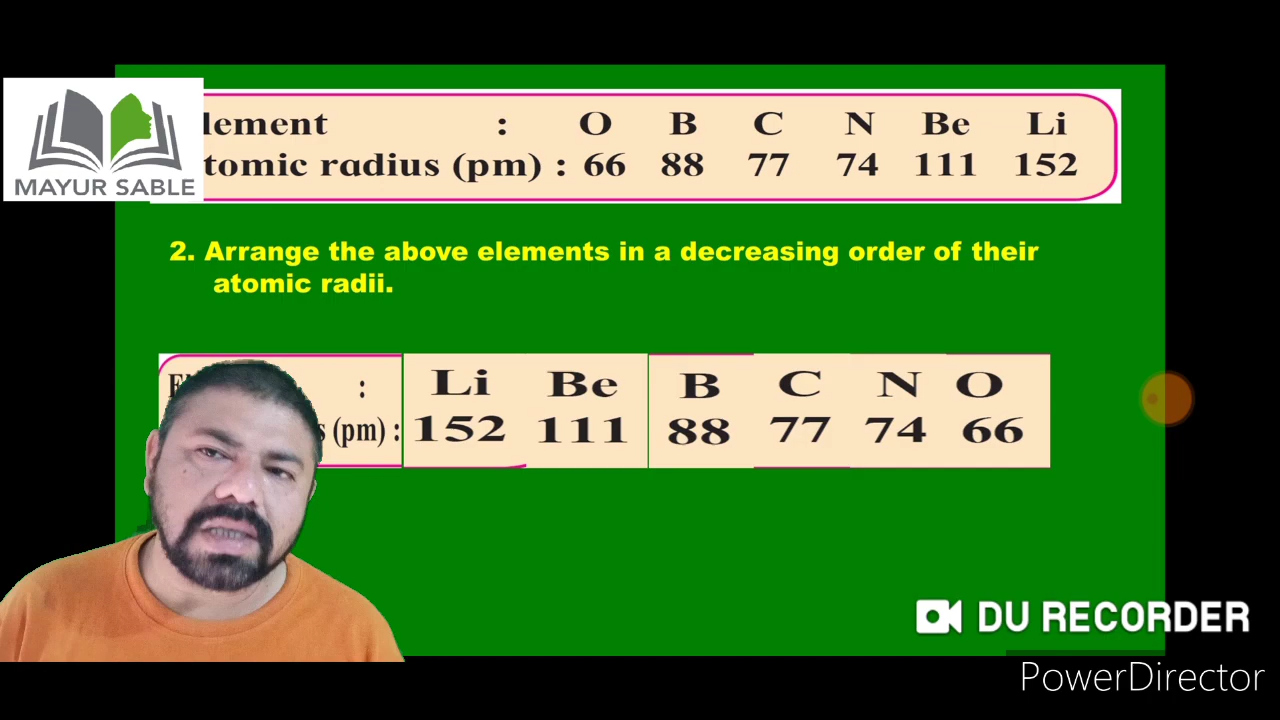 lement : O B C N Be Li
tomic radius (pm) : 66 88 77 74 111 152
MAYUR SABLE
2. Arrange the above elements in a decreasing order of their
atomic radii.
: Li Be B C N O
s (pm) : 152 111 88 77 74 66
DU RECORDER
PowerDirector